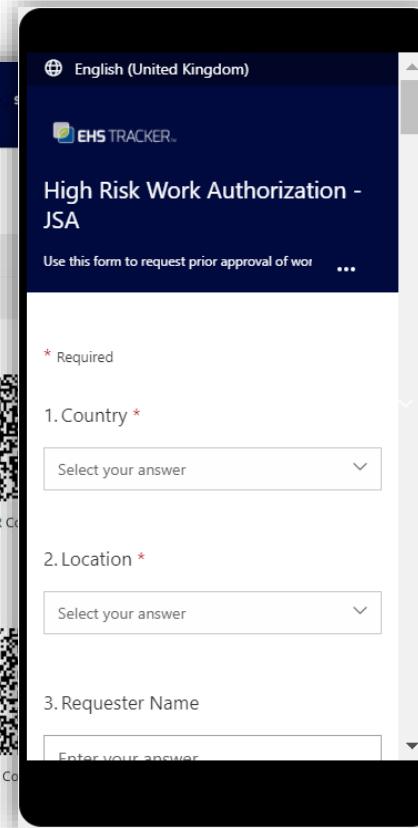 English (United Kingdom)
EHS TRACKER™
High Risk Work Authorization -
JSA
Use this form to request prior approval of wor
...
* Required
1. Country *
Select your answer
2. Location *
Select your answer
3. Requester Name
Enter your answer